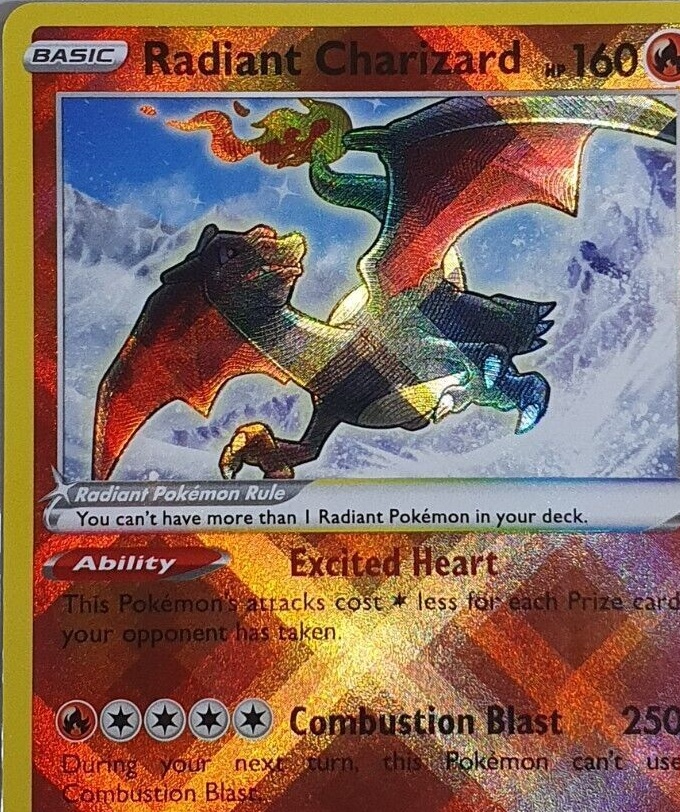 BASIC Radiant Charizard HP 160
Radiant Pokémon Rule
You can't have more than 1 Radiant Pokémon in your deck.
Ability Excited Heart
This Pokémon's attacks cost less for each Prize card
your opponent has taken.
Combustion Blast 250
During your next turn, this Pokémon can't use
Combustion Blast.